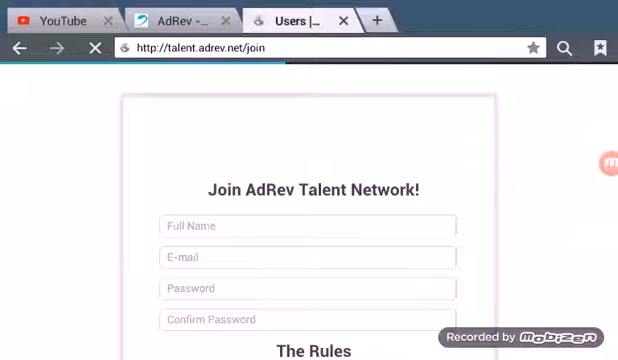 YouTube
AdRev -...
Users |...
http://talent.adrev.net/join
Join AdRev Talent Network!
Full Name
E-mail
Password
Confirm Password
The Rules
Recorded by mobizen